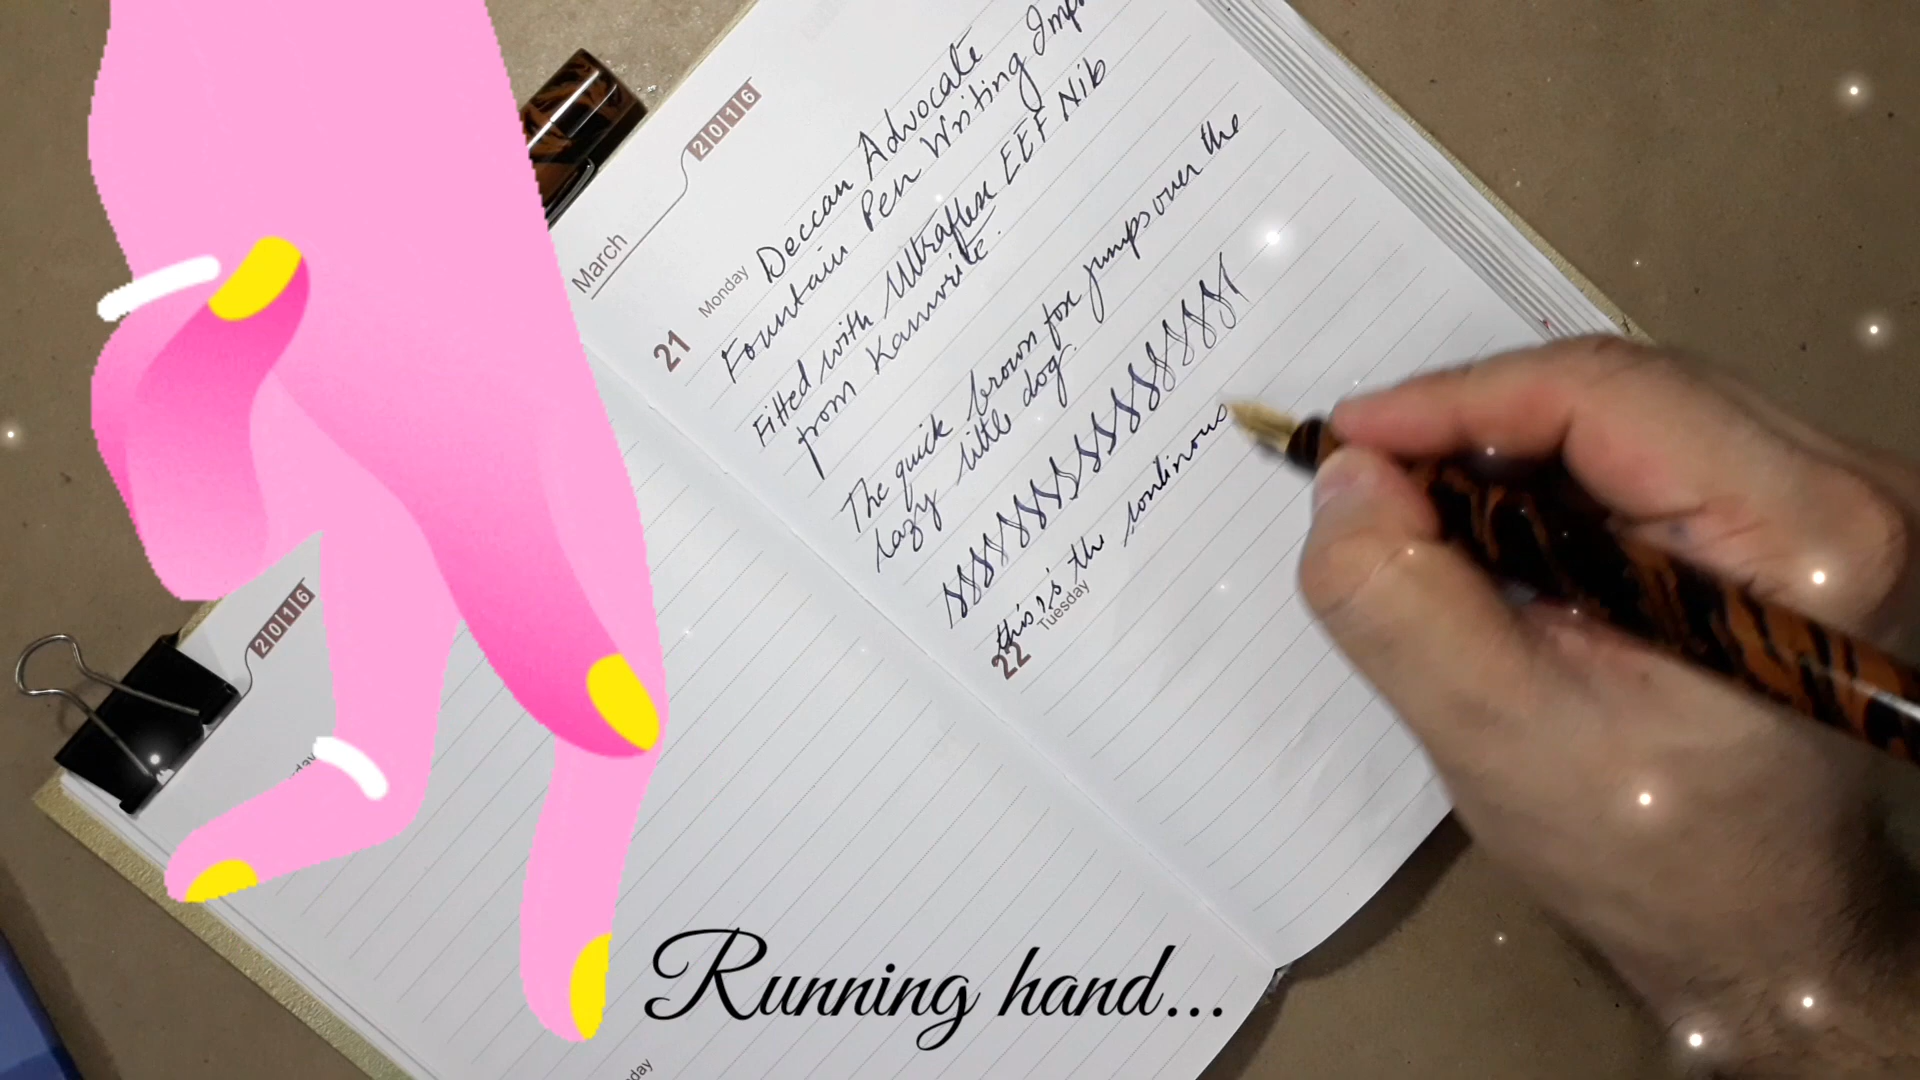 2016
March
21
Monday
Deccan Advocate
Fountain Pen Writing
Fitted with Ultraflex EEF Nib
from Kanwrite.
The quick brown fox jumps over the
lazy little dog.
this is the continous
22
Tuesday
2016
Running hand...